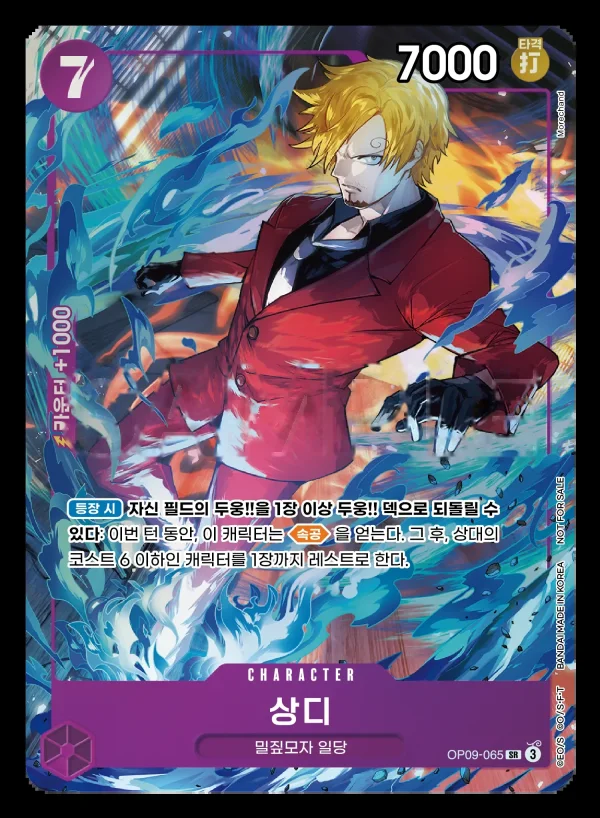 7
7000
타격
打
Morechand
카운터 +1000
SAMPLE
등장 시 자신 필드의 두웅!!을 1장 이상 두웅!! 덱으로 되돌릴 수
있다: 이번 턴 동안, 이 캐릭터는 속공 을 얻는다. 그 후, 상대의
코스트 6 이하인 캐릭터를 1장까지 레스트로 한다.
CHARACTER
상디
밀짚모자 일당
OP09-065 SR 3
©EO/S ©O/S·F·T BANDAI MADE IN KOREA NOT FOR SALE